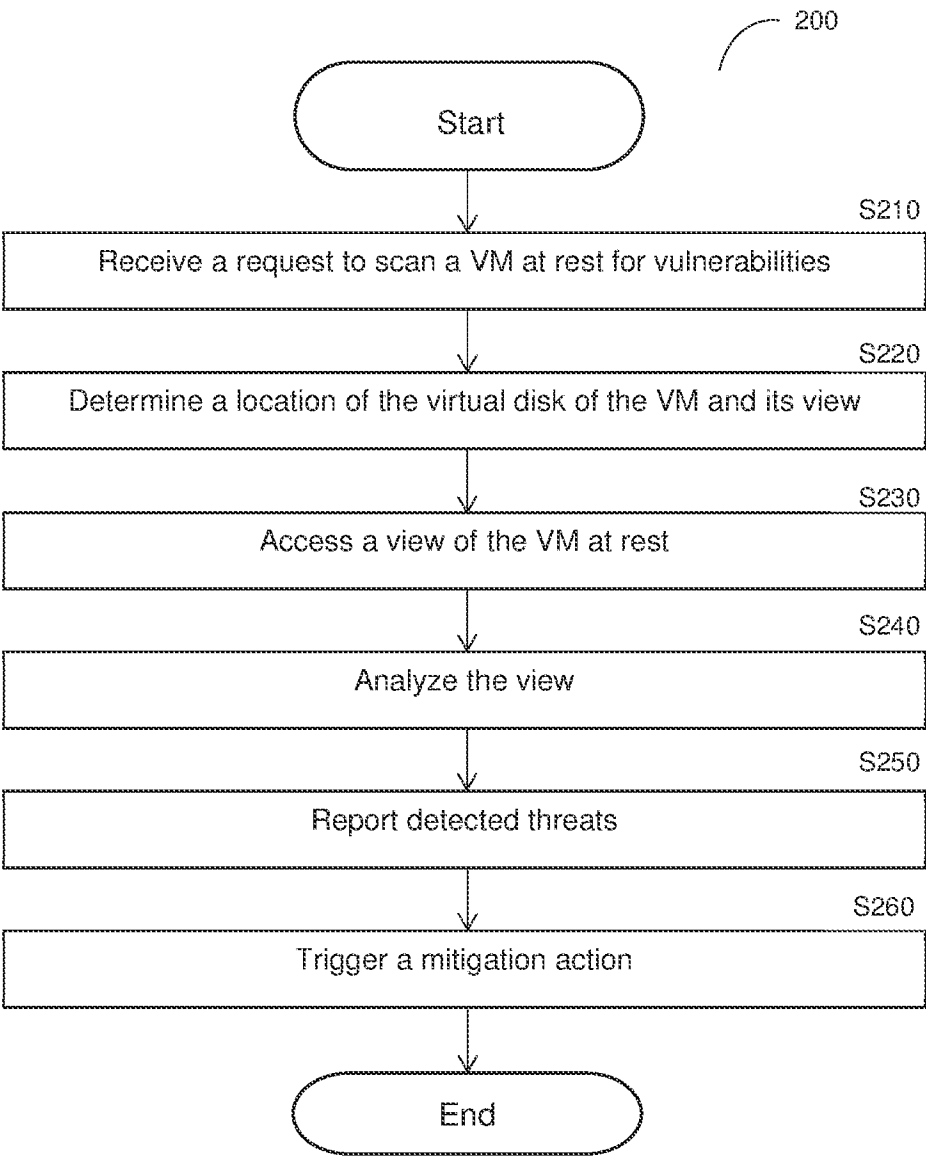 200
Start
S210
Receive a request to scan a VM at rest for vulnerabilities
S220
Determine a location of the virtual disk of the VM and its view
S230
Access a view of the VM at rest
S240
Analyze the view
S250
Report detected threats
S260
Trigger a mitigation action
End